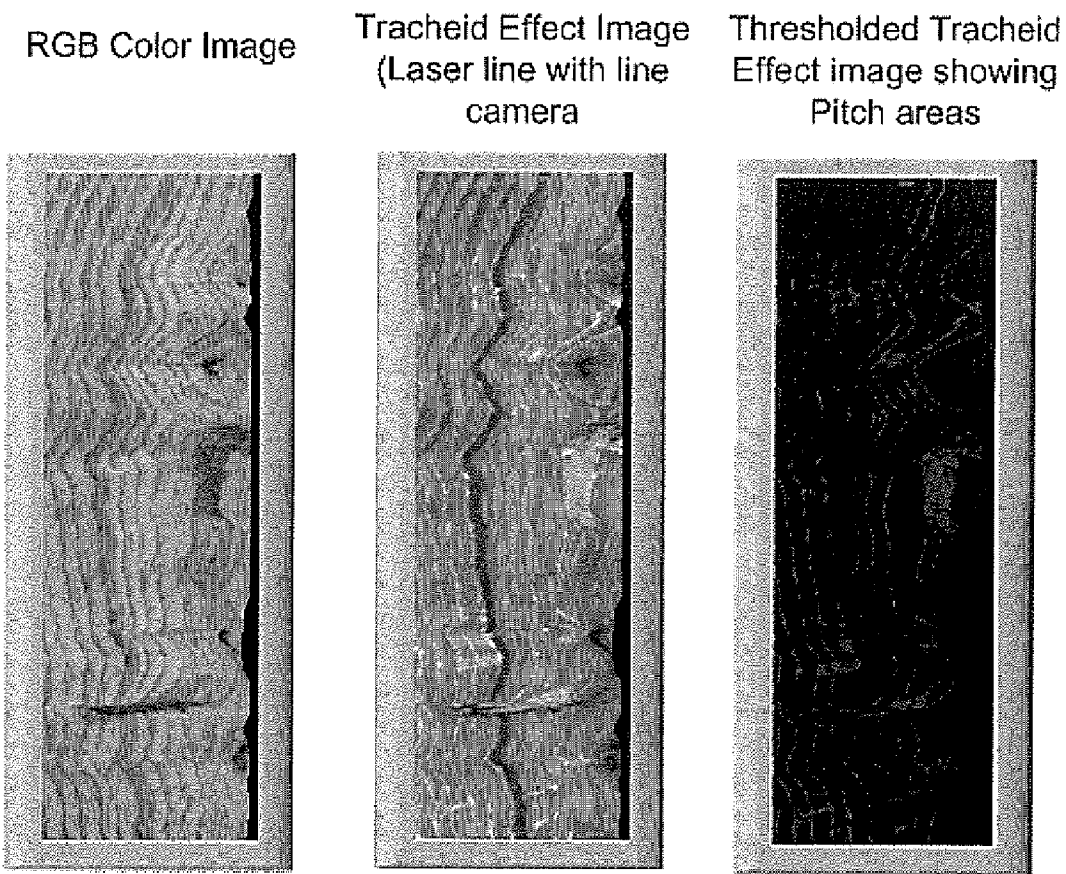 RGB Color Image
Tracheid Effect Image
(Laser line with line
camera
Thresholded Tracheid
Effect image showing
Pitch areas